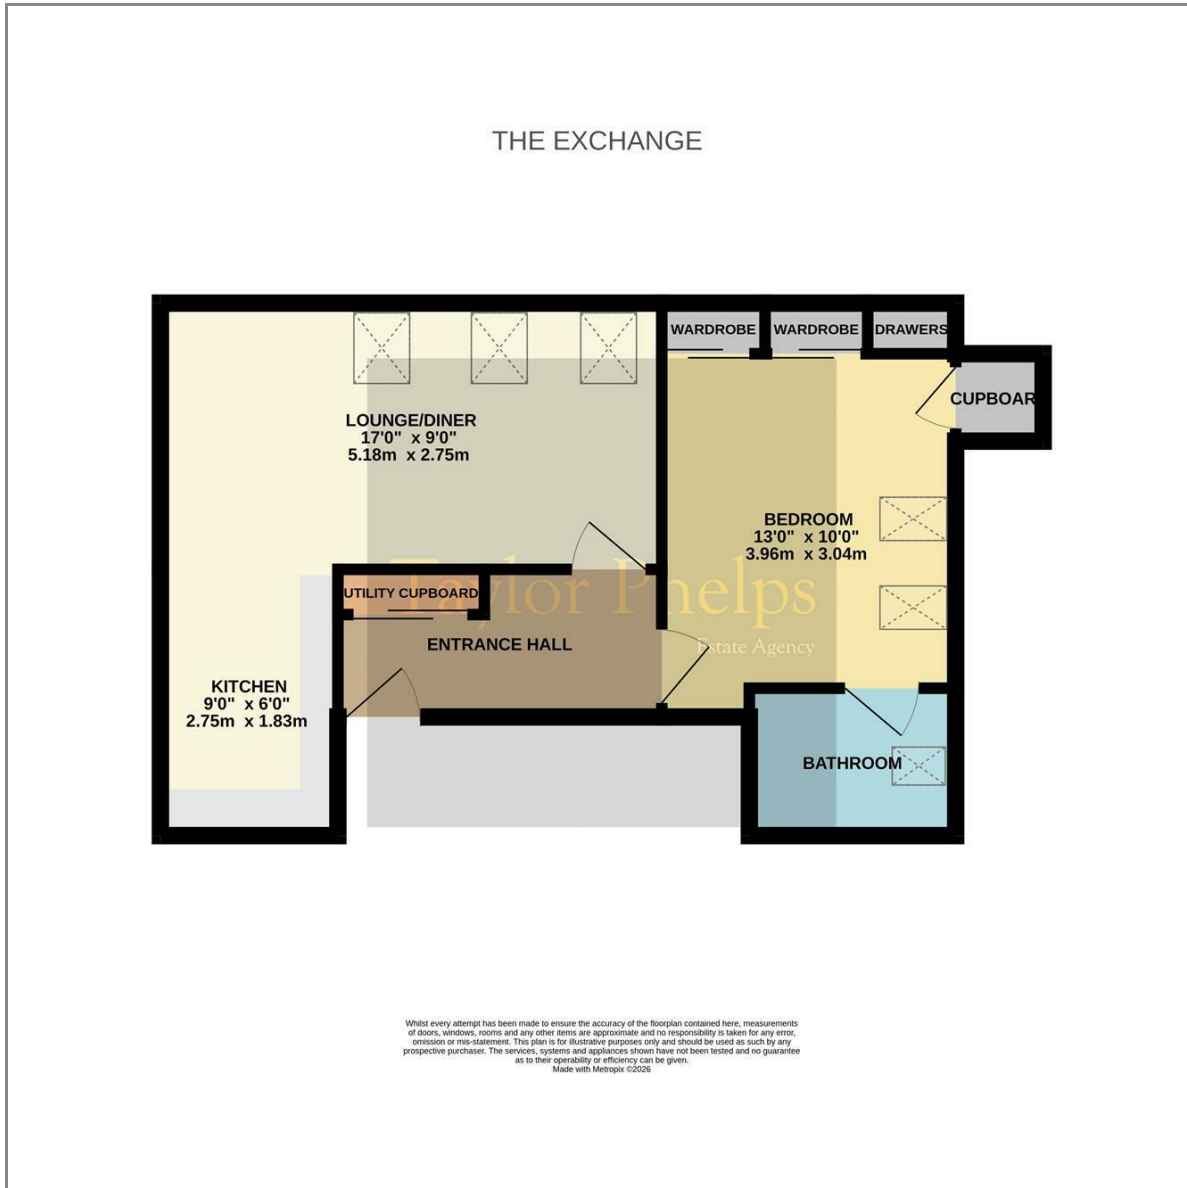 THE EXCHANGE
WARDROBE
WARDROBE
DRAWERS
CUPBOAR
LOUNGE/DINER
17'0" x 9'0"
5.18m x 2.75m
BEDROOM
13'0" x 10'0"
3.96m x 3.04m
Taylor Phelps
Estate Agency
UTILITY CUPBOARD
ENTRANCE HALL
KITCHEN
9'0" x 6'0"
2.75m x 1.83m
BATHROOM
Whilst every attempt has been made to ensure the accuracy of the floorplan contained here, measurements
of doors, windows, rooms and any other items are approximate and no responsibility is taken for any error,
omission or mis-statement. This plan is for illustrative purposes only and should be used as such by any
prospective purchaser. The services, systems and appliances shown have not been tested and no guarantee
as to their operability or efficiency can be given.
Made with Metropix ©2026